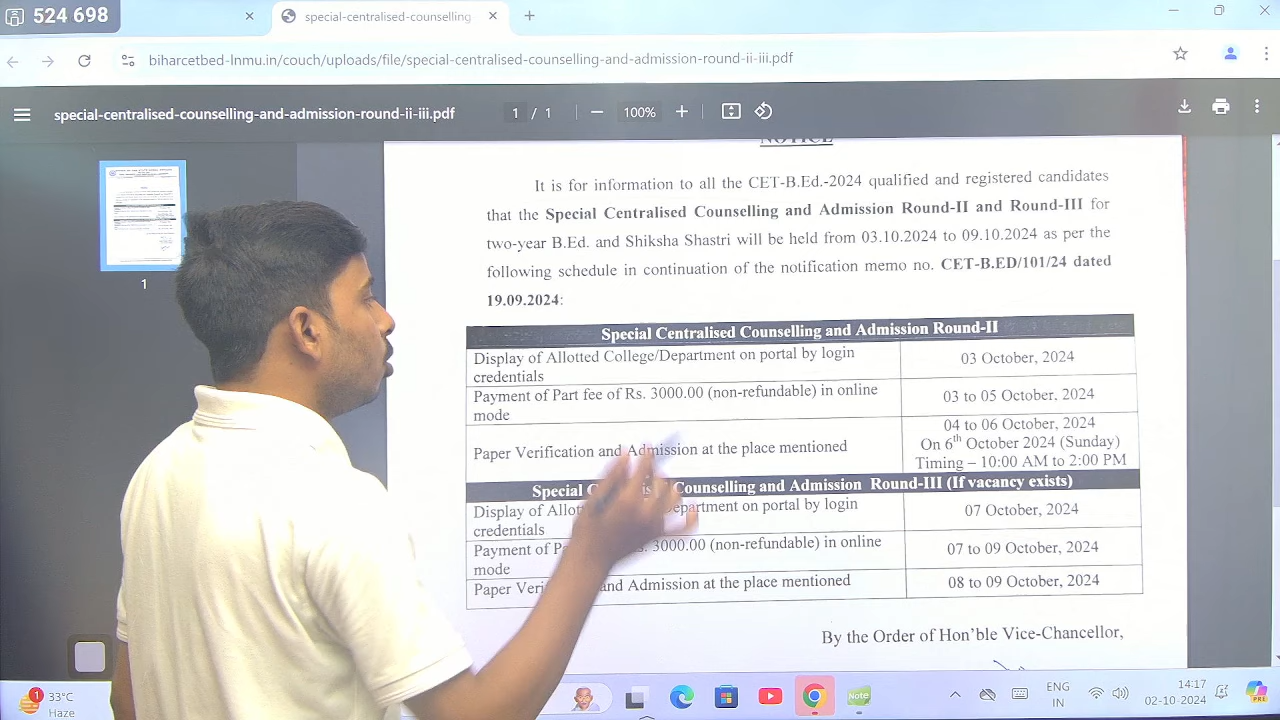 524 698
special-centralised-counselling
biharcetbed-lnmu.in/couch/uploads/file/special-centralised-counselling-and-admission-round-ii-iii.pdf
special-centralised-counselling-and-admission-round-ii-iii.pdf
1 / 1
100%
NOTICE
1
It is for information to all the CET-B.Ed.-2024 qualified and registered candidates
that the Special Centralised Counselling and Admission Round-II and Round-III for
two-year B.Ed. and Shiksha Shastri will be held from 03.10.2024 to 09.10.2024 as per the
following schedule in continuation of the notification memo no. CET-B.ED/101/24 dated
19.09.2024:
Special Centralised Counselling and Admission Round-II
Display of Allotted College/Department on portal by login
credentials
03 October, 2024
Payment of Part fee of Rs. 3000.00 (non-refundable) in online
mode
03 to 05 October, 2024
Paper Verification and Admission at the place mentioned
04 to 06 October, 2024
On 6th October 2024 (Sunday)
Timing – 10:00 AM to 2:00 PM
Special Counselling and Admission Round-III (If vacancy exists)
Display of Department on portal by login
credentials
07 October, 2024
Payment of 3000.00 (non-refundable) in online
mode
07 to 09 October, 2024
Paper and Admission at the place mentioned
08 to 09 October, 2024
By the Order of Hon'ble Vice-Chancellor,
1
33°C
Haze
Note
ENG
IN
14:17
02-10-2024
PRE